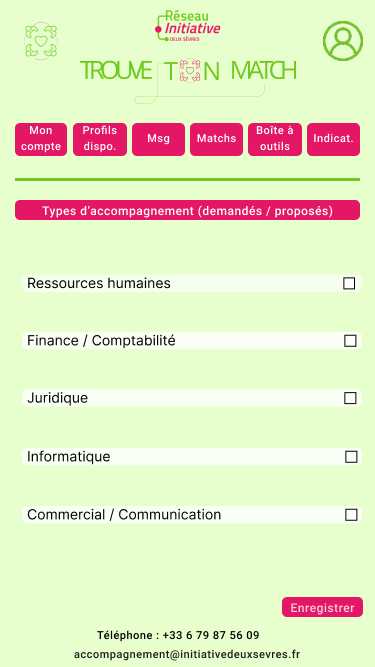 Réseau
Initiative
DEUX SÈVRES
TROUVE T N MATCH
Mon compte
Profils dispo.
Msg
Matchs
Boîte à outils
Indicat.
Types d'accompagnement (demandés / proposés)
Ressources humaines
Finance / Comptabilité
Juridique
Informatique
Commercial / Communication
Enregistrer
Téléphone : +33 6 79 87 56 09
accompagnement@initiativedeuxsevres.fr